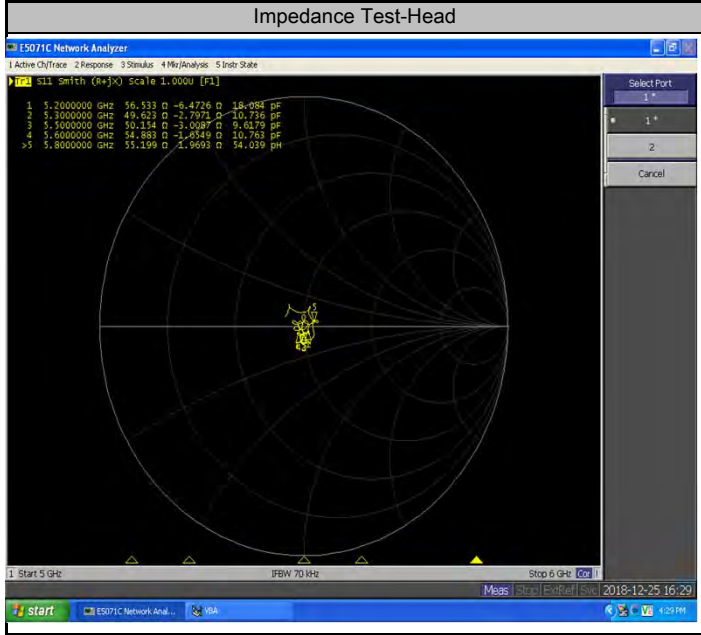 Impedance Test-Head
E5071C Network Analyzer
1 Active Ch/Trace 2 Response 3 Stimulus 4 Mkr/Analysis 5 Instr State
Tr1 S11 Smith (R+jX) Scale 1.000U [F1]
1 5.2000000 GHz 56.533 Ω -6.4726 Ω 18.084 pF
2 5.3000000 GHz 49.623 Ω -2.7971 Ω 10.736 pF
3 5.5000000 GHz 50.154 Ω -3.0087 Ω 9.6179 pF
4 5.6000000 GHz 54.883 Ω -1.6549 Ω 10.763 pF
>5 5.8000000 GHz 55.199 Ω 1.9693 Ω 54.039 pH
5
Select Port
1 *
1 *
2
Cancel
1 Start 5 GHz IFBW 70 kHz Stop 6 GHz Cor !
Meas Stop ExtRef Svc 2018-12-25 16:29
start E5071C Network Anal... VBA 4:29 PM